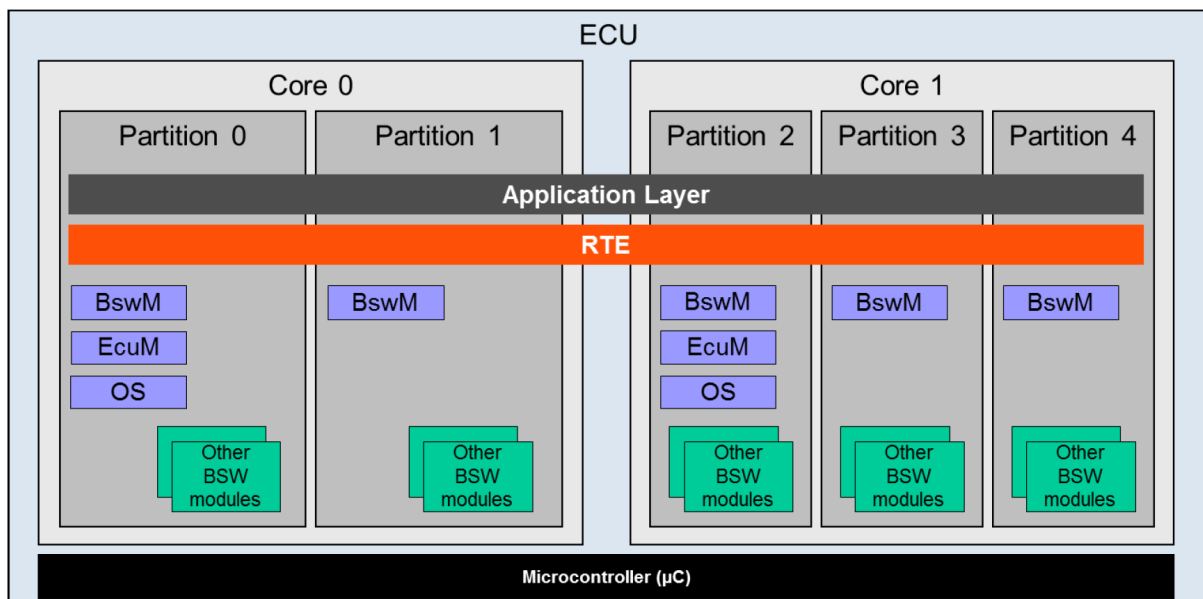 ECU
Core 0
Core 1
Partition 0
Partition 1
Partition 2
Partition 3
Partition 4
Application Layer
RTE
BswM
BswM
BswM
BswM
BswM
EcuM
EcuM
OS
OS
Other
BSW
modules
Other
BSW
modules
Other
BSW
modules
Other
BSW
modules
Other
BSW
modules
Microcontroller (µC)